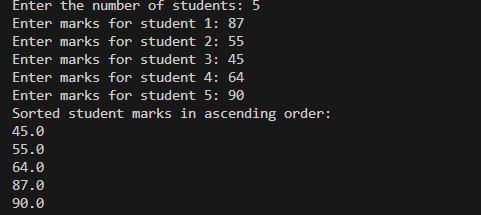 Enter the number of students: 5
Enter marks for student 1: 87
Enter marks for student 2: 55
Enter marks for student 3: 45
Enter marks for student 4: 64
Enter marks for student 5: 90
Sorted student marks in ascending order:
45.0
55.0
64.0
87.0
90.0